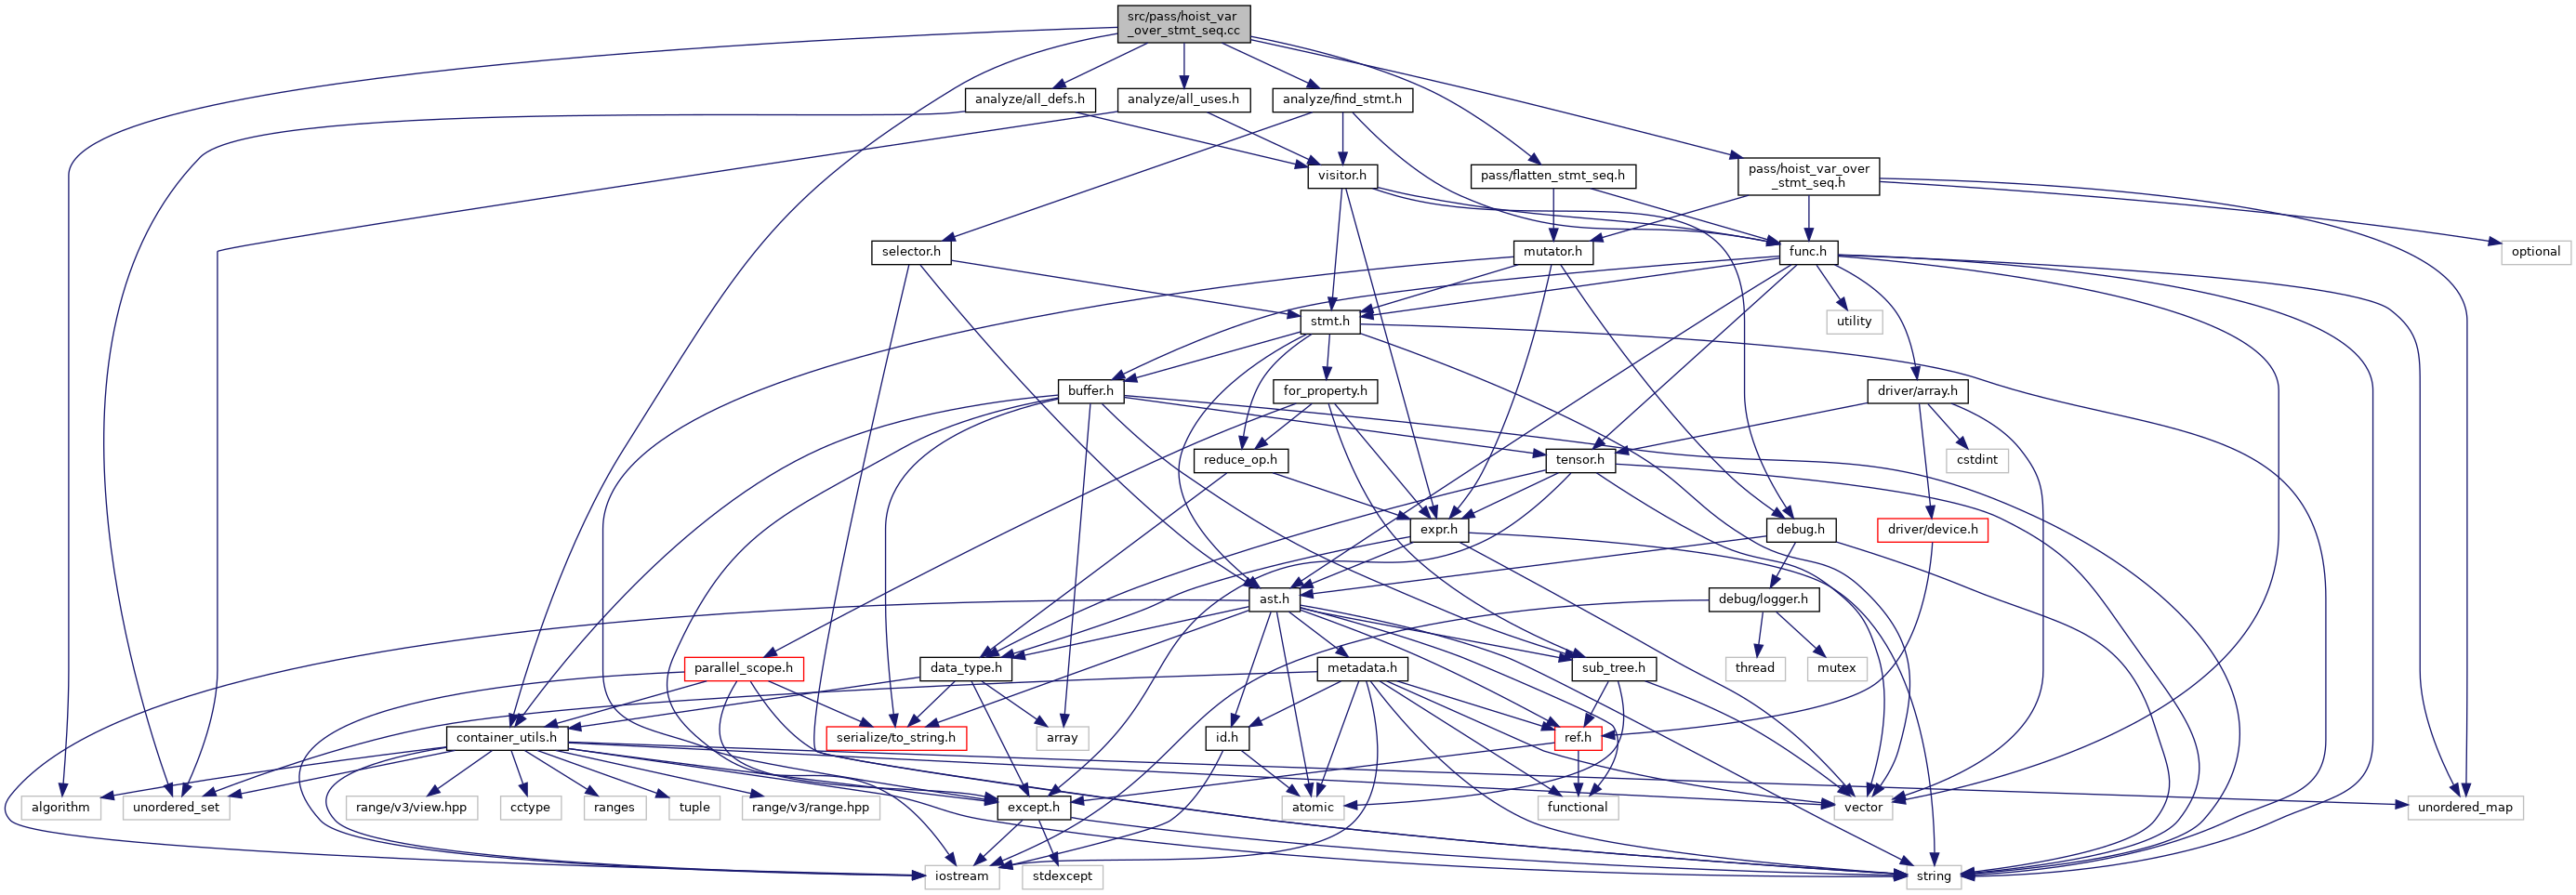 src/pass/hoist_var
_over_stmt_seq.cc
analyze/all_defs.h
analyze/all_uses.h
analyze/find_stmt.h
visitor.h
pass/flatten_stmt_seq.h
pass/hoist_var_over
_stmt_seq.h
selector.h
mutator.h
func.h
optional
stmt.h
utility
buffer.h
for_property.h
driver/array.h
reduce_op.h
tensor.h
cstdint
expr.h
debug.h
driver/device.h
ast.h
debug/logger.h
parallel_scope.h
data_type.h
metadata.h
sub_tree.h
thread
mutex
container_utils.h
serialize/to_string.h
array
id.h
ref.h
algorithm
unordered_set
range/v3/view.hpp
cctype
ranges
tuple
range/v3/range.hpp
except.h
atomic
functional
vector
unordered_map
iostream
stdexcept
string